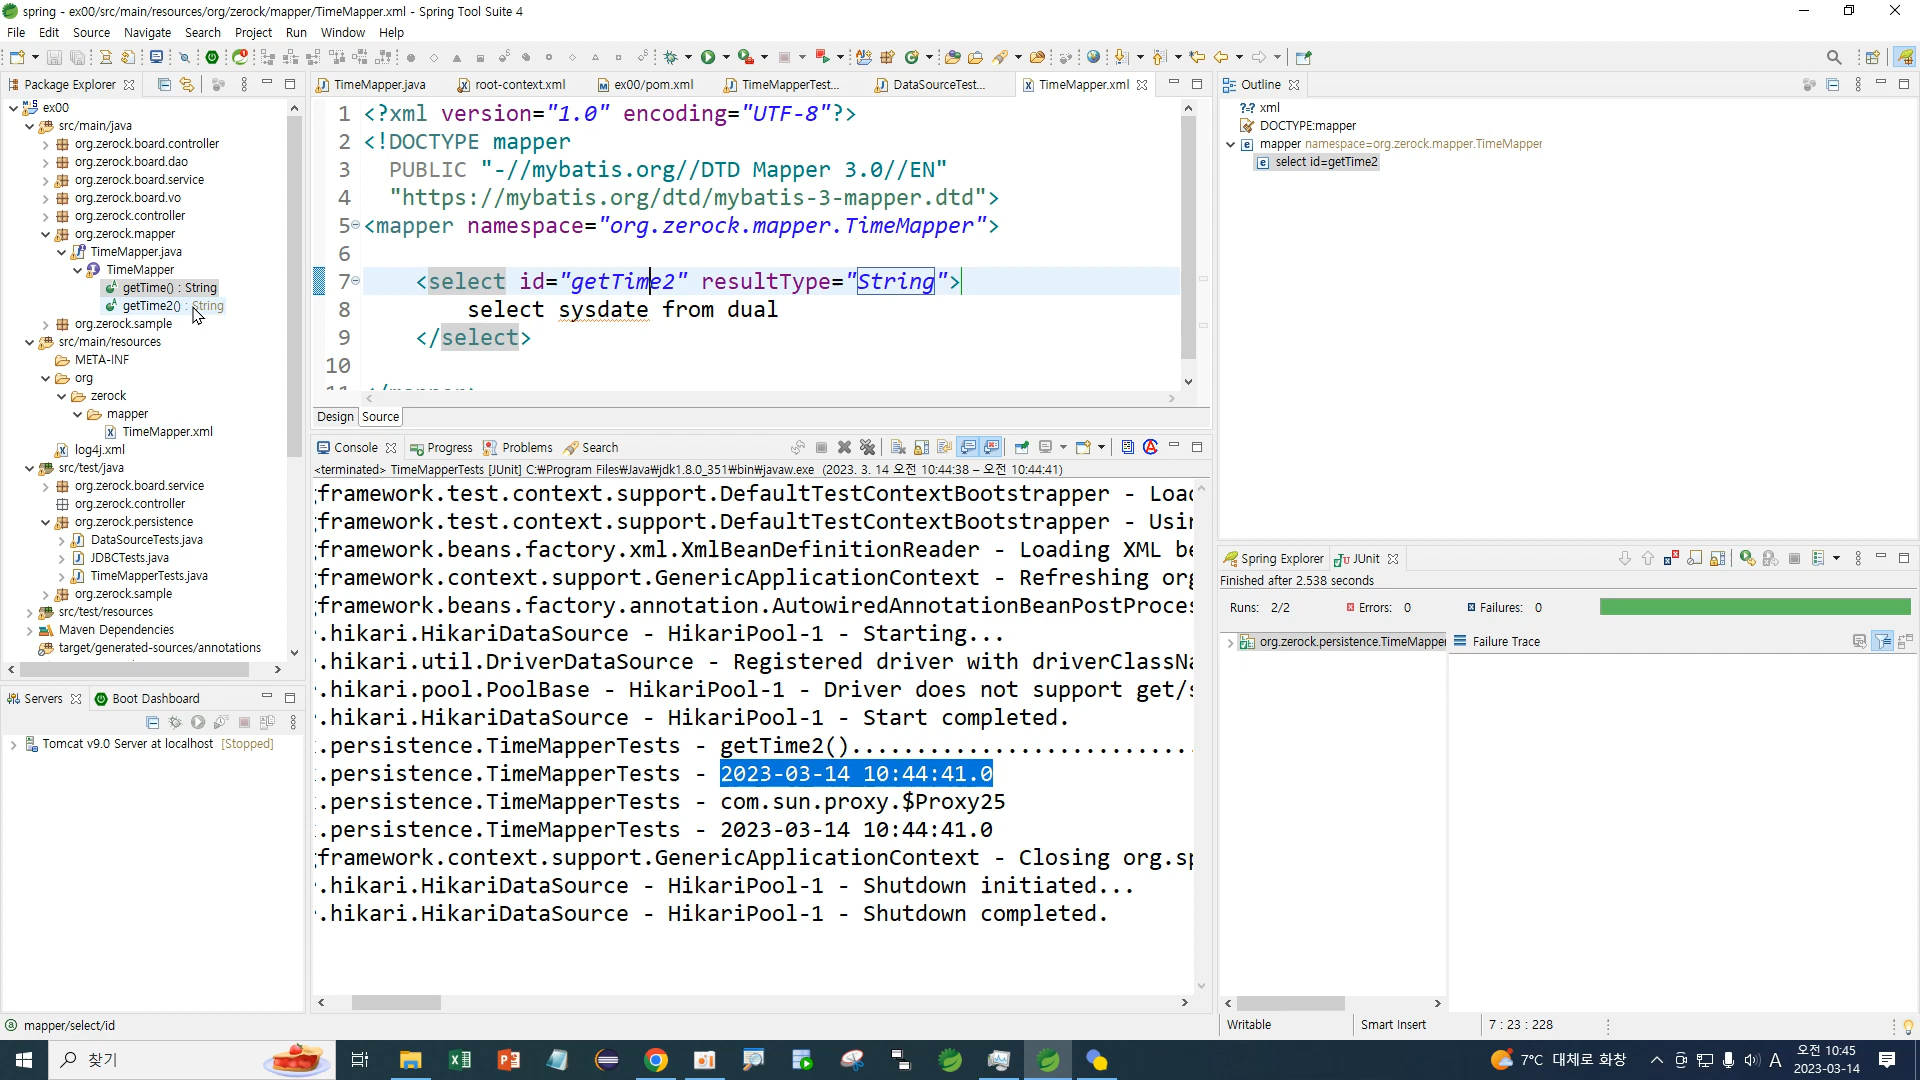 spring - ex00/src/main/resources/org/zerock/mapper/TimeMapper.xml - Spring Tool Suite 4
File Edit Source Navigate Search Project Run Window Help
Package Explorer
ex00
src/main/java
org.zerock.board.controller
org.zerock.board.dao
org.zerock.board.service
org.zerock.board.vo
org.zerock.controller
org.zerock.mapper
TimeMapper.java
TimeMapper
getTime() : String
getTime2() : String
org.zerock.sample
src/main/resources
META-INF
org
zerock
mapper
TimeMapper.xml
log4j.xml
src/test/java
org.zerock.board.service
org.zerock.controller
org.zerock.persistence
DataSourceTests.java
JDBCTests.java
TimeMapperTests.java
org.zerock.sample
src/test/resources
Maven Dependencies
target/generated-sources/annotations
Servers Boot Dashboard
Tomcat v9.0 Server at localhost [Stopped]
TimeMapper.java root-context.xml ex00/pom.xml TimeMapperTest... DataSourceTest... TimeMapper.xml
1 <?xml version="1.0" encoding="UTF-8"?>
2 <!DOCTYPE mapper
3 PUBLIC "-//mybatis.org//DTD Mapper 3.0//EN"
4 "https://mybatis.org/dtd/mybatis-3-mapper.dtd">
5 <mapper namespace="org.zerock.mapper.TimeMapper">
6
7 <select id="getTime2" resultType="String">
8 select sysdate from dual
9 </select>
10
Design Source
Console Progress Problems Search
<terminated> TimeMapperTests [JUnit] C:₩Program Files₩Java₩jdk1.8.0_351₩bin₩javaw.exe (2023. 3. 14 오전 10:44:38 – 오전 10:44:41)
gframework.test.context.support.DefaultTestContextBootstrapper - Load
gframework.test.context.support.DefaultTestContextBootstrapper - Usin
gframework.beans.factory.xml.XmlBeanDefinitionReader - Loading XML be
gframework.context.support.GenericApplicationContext - Refreshing org
gframework.beans.factory.annotation.AutowiredAnnotationBeanPostProces
.hikari.HikariDataSource - HikariPool-1 - Starting...
.hikari.util.DriverDataSource - Registered driver with driverClassNa
.hikari.pool.PoolBase - HikariPool-1 - Driver does not support get/s
.hikari.HikariDataSource - HikariPool-1 - Start completed.
.persistence.TimeMapperTests - getTime2()...........................
.persistence.TimeMapperTests - 2023-03-14 10:44:41.0
.persistence.TimeMapperTests - com.sun.proxy.$Proxy25
.persistence.TimeMapperTests - 2023-03-14 10:44:41.0
gframework.context.support.GenericApplicationContext - Closing org.sp
.hikari.HikariDataSource - HikariPool-1 - Shutdown initiated...
.hikari.HikariDataSource - HikariPool-1 - Shutdown completed.
Outline
xml
DOCTYPE:mapper
mapper namespace=org.zerock.mapper.TimeMapper
select id=getTime2
Spring Explorer JUnit
Finished after 2.538 seconds
Runs: 2/2 Errors: 0 Failures: 0
org.zerock.persistence.TimeMapper Failure Trace
mapper/select/id
Writable Smart Insert 7 : 23 : 228
찾기
7°C 대체로 화창
A
오전 10:45
2023-03-14